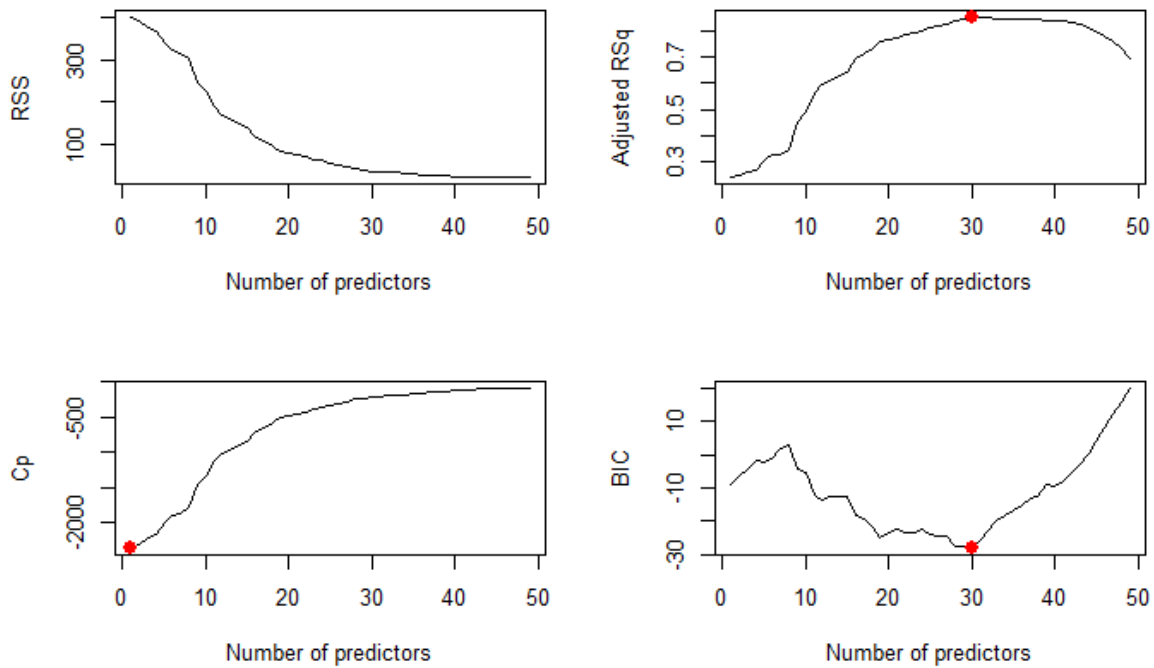 RSS
300
100
0 10 20 30 40 50
Number of predictors
Adjusted RSq
0.7
0.5
0.3
0 10 20 30 40 50
Number of predictors
Cp
-500
-2000
0 10 20 30 40 50
Number of predictors
BIC
10
-10
-30
0 10 20 30 40 50
Number of predictors